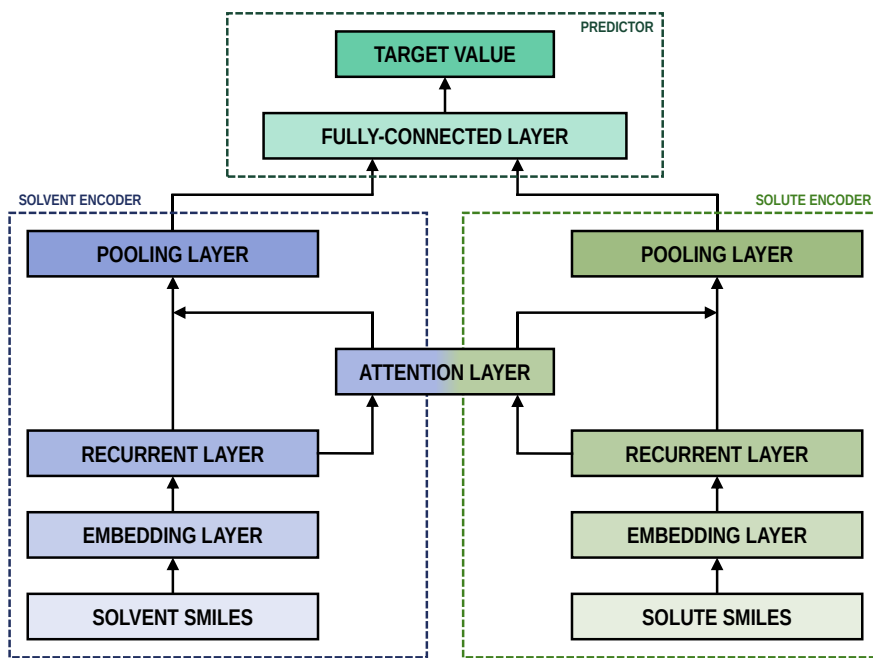 PREDICTOR
TARGET VALUE
FULLY-CONNECTED LAYER
SOLVENT ENCODER
SOLUTE ENCODER
POOLING LAYER
POOLING LAYER
ATTENTION LAYER
RECURRENT LAYER
RECURRENT LAYER
EMBEDDING LAYER
EMBEDDING LAYER
SOLVENT SMILES
SOLUTE SMILES